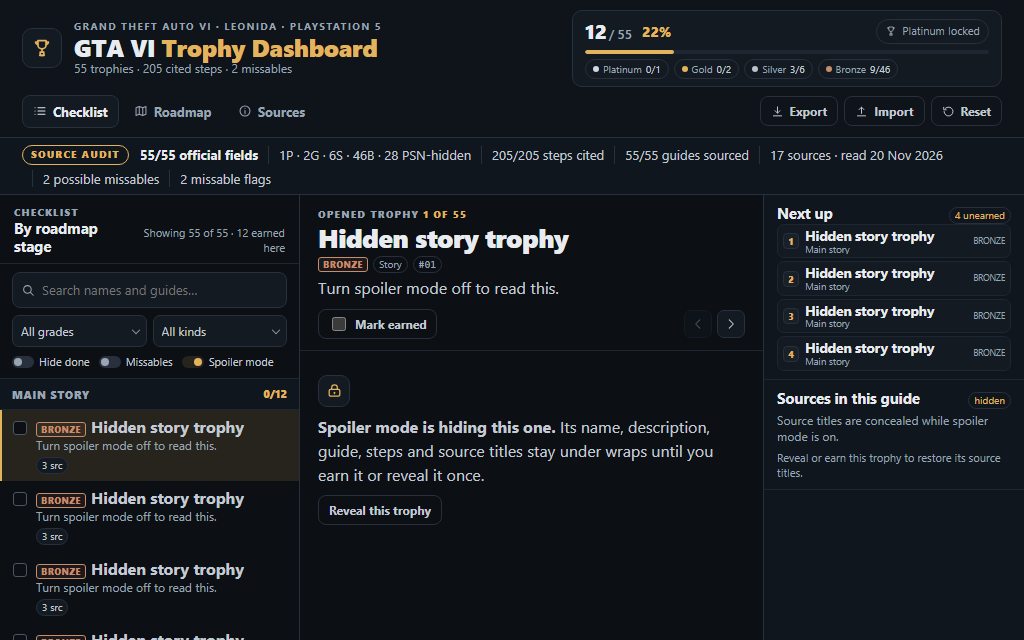 GRAND THEFT AUTO VI · LEONIDA · PLAYSTATION 5
GTA VI Trophy Dashboard
55 trophies · 205 cited steps · 2 missables
12 / 55 22%
Platinum locked
Platinum 0/1
Gold 0/2
Silver 3/6
Bronze 9/46
Checklist
Roadmap
Sources
Export
Import
Reset
SOURCE AUDIT
55/55 official fields
1P · 2G · 6S · 46B · 28 PSN-hidden
205/205 steps cited
55/55 guides sourced
17 sources · read 20 Nov 2026
2 possible missables
2 missable flags
CHECKLIST
By roadmap
stage
Showing 55 of 55 · 12 earned
here
Search names and guides...
All grades
All kinds
Hide done
Missables
Spoiler mode
MAIN STORY
0/12
BRONZE Hidden story trophy
Turn spoiler mode off to read this.
3 src
BRONZE Hidden story trophy
Turn spoiler mode off to read this.
3 src
BRONZE Hidden story trophy
Turn spoiler mode off to read this.
3 src
OPENED TROPHY 1 OF 55
Hidden story trophy
BRONZE Story #01
Turn spoiler mode off to read this.
Mark earned
Spoiler mode is hiding this one. Its name, description,
guide, steps and source titles stay under wraps until you
earn it or reveal it once.
Reveal this trophy
Next up
4 unearned
1 Hidden story trophy BRONZE
Main story
2 Hidden story trophy BRONZE
Main story
3 Hidden story trophy BRONZE
Main story
4 Hidden story trophy BRONZE
Main story
Sources in this guide
hidden
Source titles are concealed while spoiler
mode is on.
Reveal or earn this trophy to restore its source
titles.